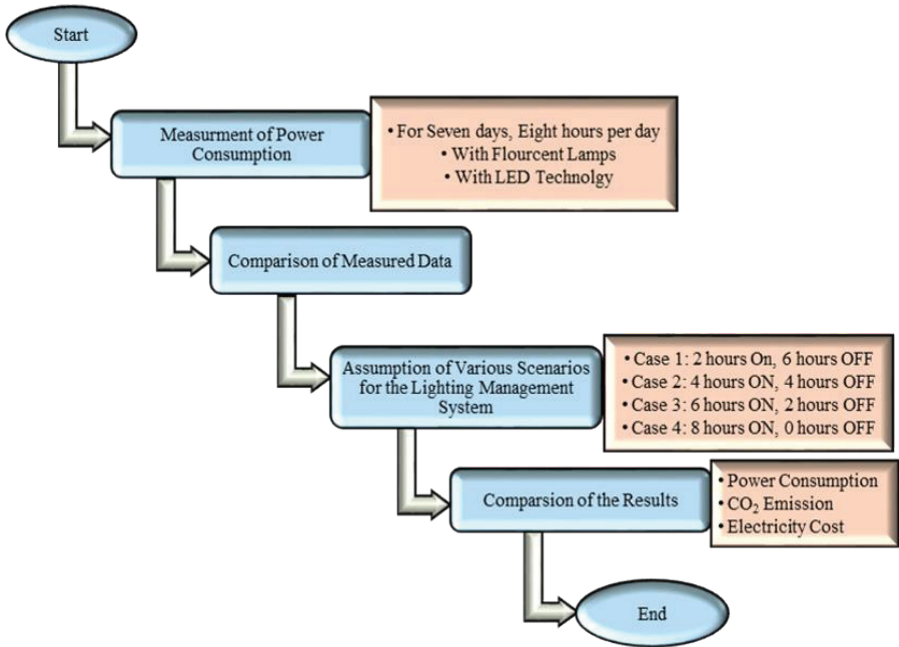 Start
Measurment of Power
Consumption
• For Seven days, Eight hours per day
• With Flourcent Lamps
• With LED Technolgy
Comparison of Measured Data
Assumption of Various Scenarios
for the Lighting Management
System
• Case 1: 2 hours On, 6 hours OFF
• Case 2: 4 hours ON, 4 hours OFF
• Case 3: 6 hours ON, 2 hours OFF
• Case 4: 8 hours ON, 0 hours OFF
Comparsion of the Results
• Power Consumption
• CO₂ Emission
• Electricity Cost
End